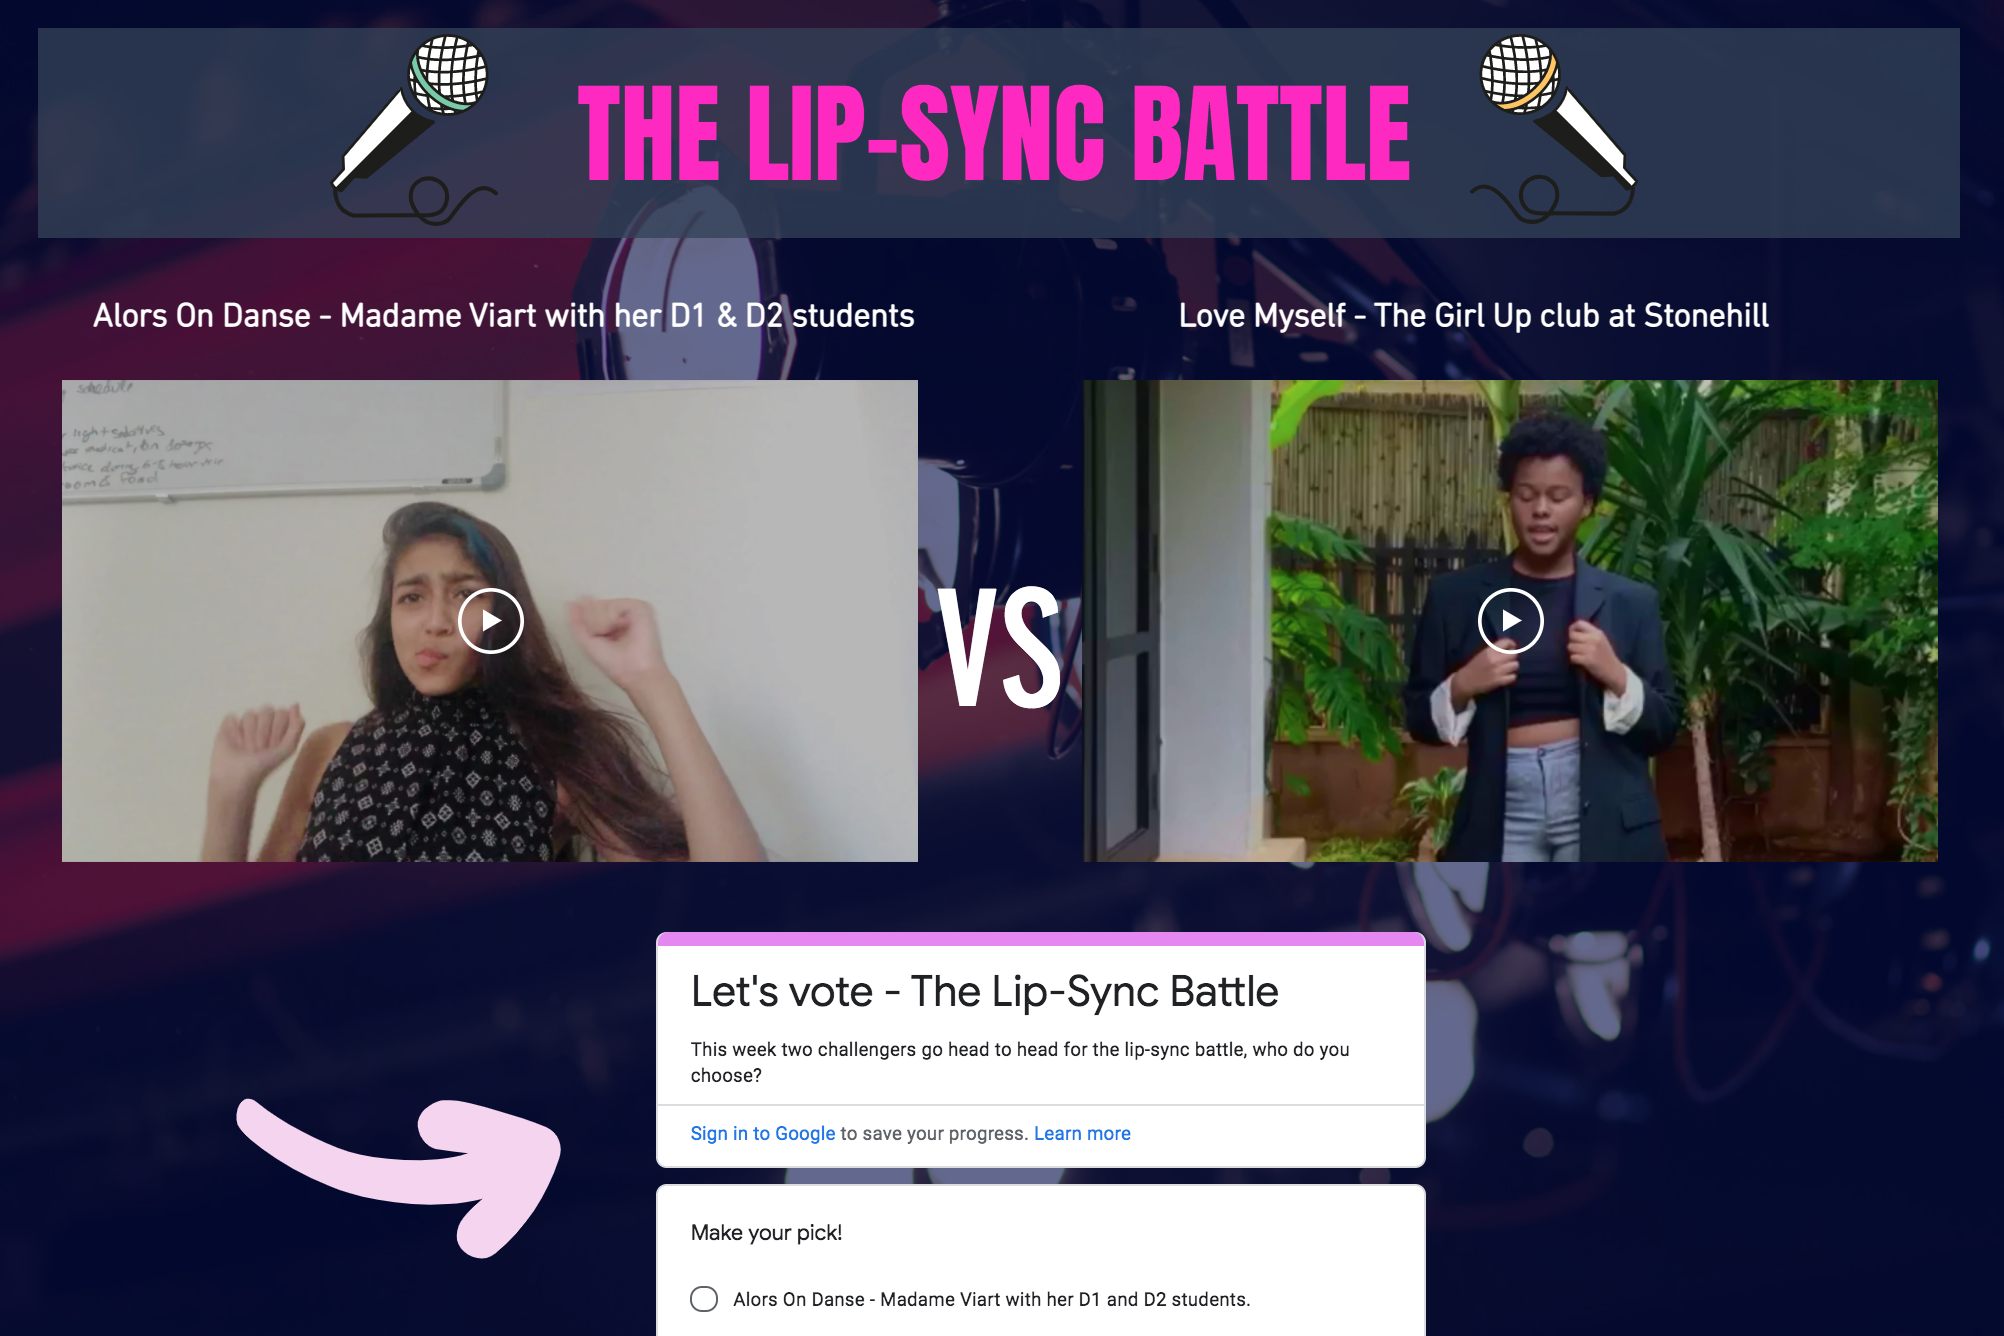 THE LIP-SYNC BATTLE
Alors On Danse - Madame Viart with her D1 & D2 students
Love Myself - The Girl Up club at Stonehill
schedule
VS
Let's vote - The Lip-Sync Battle
This week two challengers go head to head for the lip-sync battle, who do you
choose?
Sign in to Google to save your progress. Learn more
Make your pick!
Alors On Danse - Madame Viart with her D1 and D2 students.